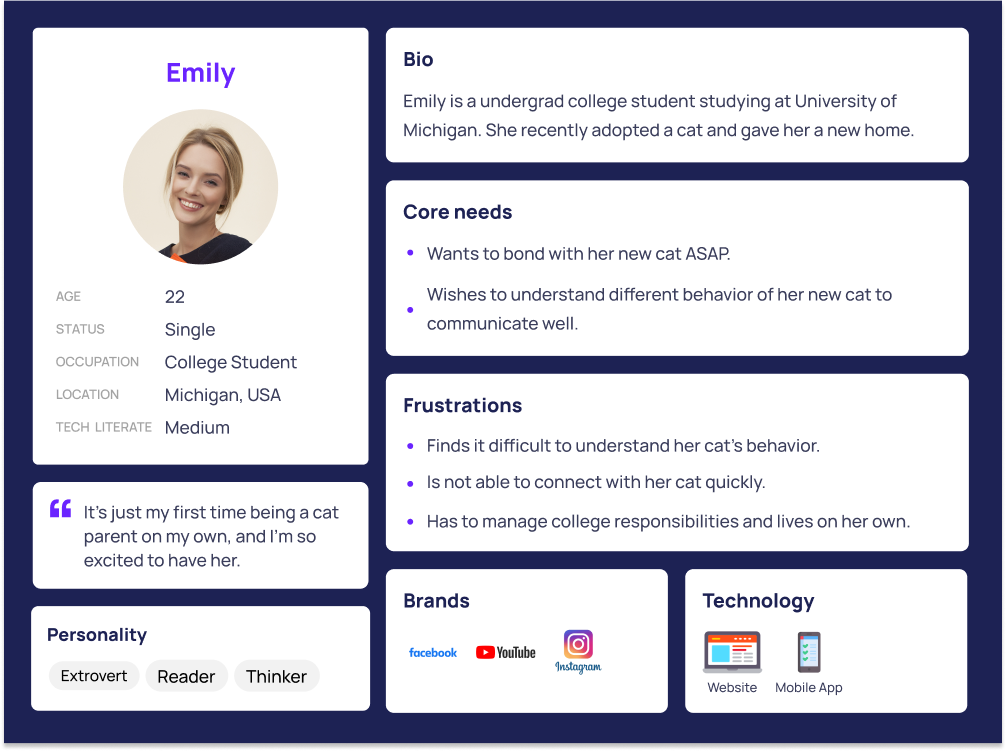 Emily
AGE 22
STATUS Single
OCCUPATION College Student
LOCATION Michigan, USA
TECH LITERATE Medium
“ It's just my first time being a cat
parent on my own, and I'm so
excited to have her.
Personality
Extrovert Reader Thinker
Bio
Emily is a undergrad college student studying at University of
Michigan. She recently adopted a cat and gave her a new home.
Core needs
• Wants to bond with her new cat ASAP.
• Wishes to understand different behavior of her new cat to
communicate well.
Frustrations
• Finds it difficult to understand her cat's behavior.
• Is not able to connect with her cat quickly.
• Has to manage college responsibilities and lives on her own.
Brands
facebook YouTube Instagram
Technology
Website Mobile App